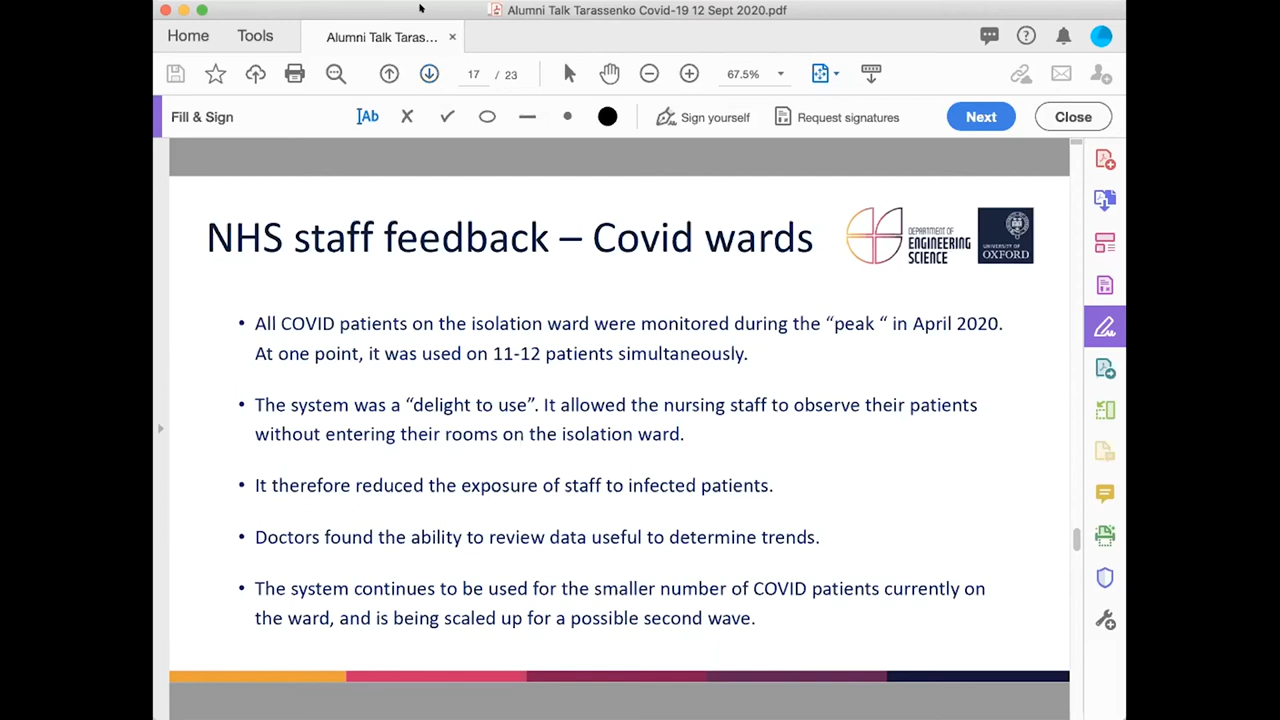 Alumni Talk Tarassenko Covid-19 12 Sept 2020.pdf
Home Tools Alumni Talk Taras... ×
17 / 23 67.5%
Fill & Sign Ab Sign yourself Request signatures Next Close
NHS staff feedback – Covid wards
DEPARTMENT OF
ENGINEERING
SCIENCE
UNIVERSITY OF
OXFORD
• All COVID patients on the isolation ward were monitored during the “peak “ in April 2020.
At one point, it was used on 11-12 patients simultaneously.
• The system was a “delight to use”. It allowed the nursing staff to observe their patients
without entering their rooms on the isolation ward.
• It therefore reduced the exposure of staff to infected patients.
• Doctors found the ability to review data useful to determine trends.
• The system continues to be used for the smaller number of COVID patients currently on
the ward, and is being scaled up for a possible second wave.